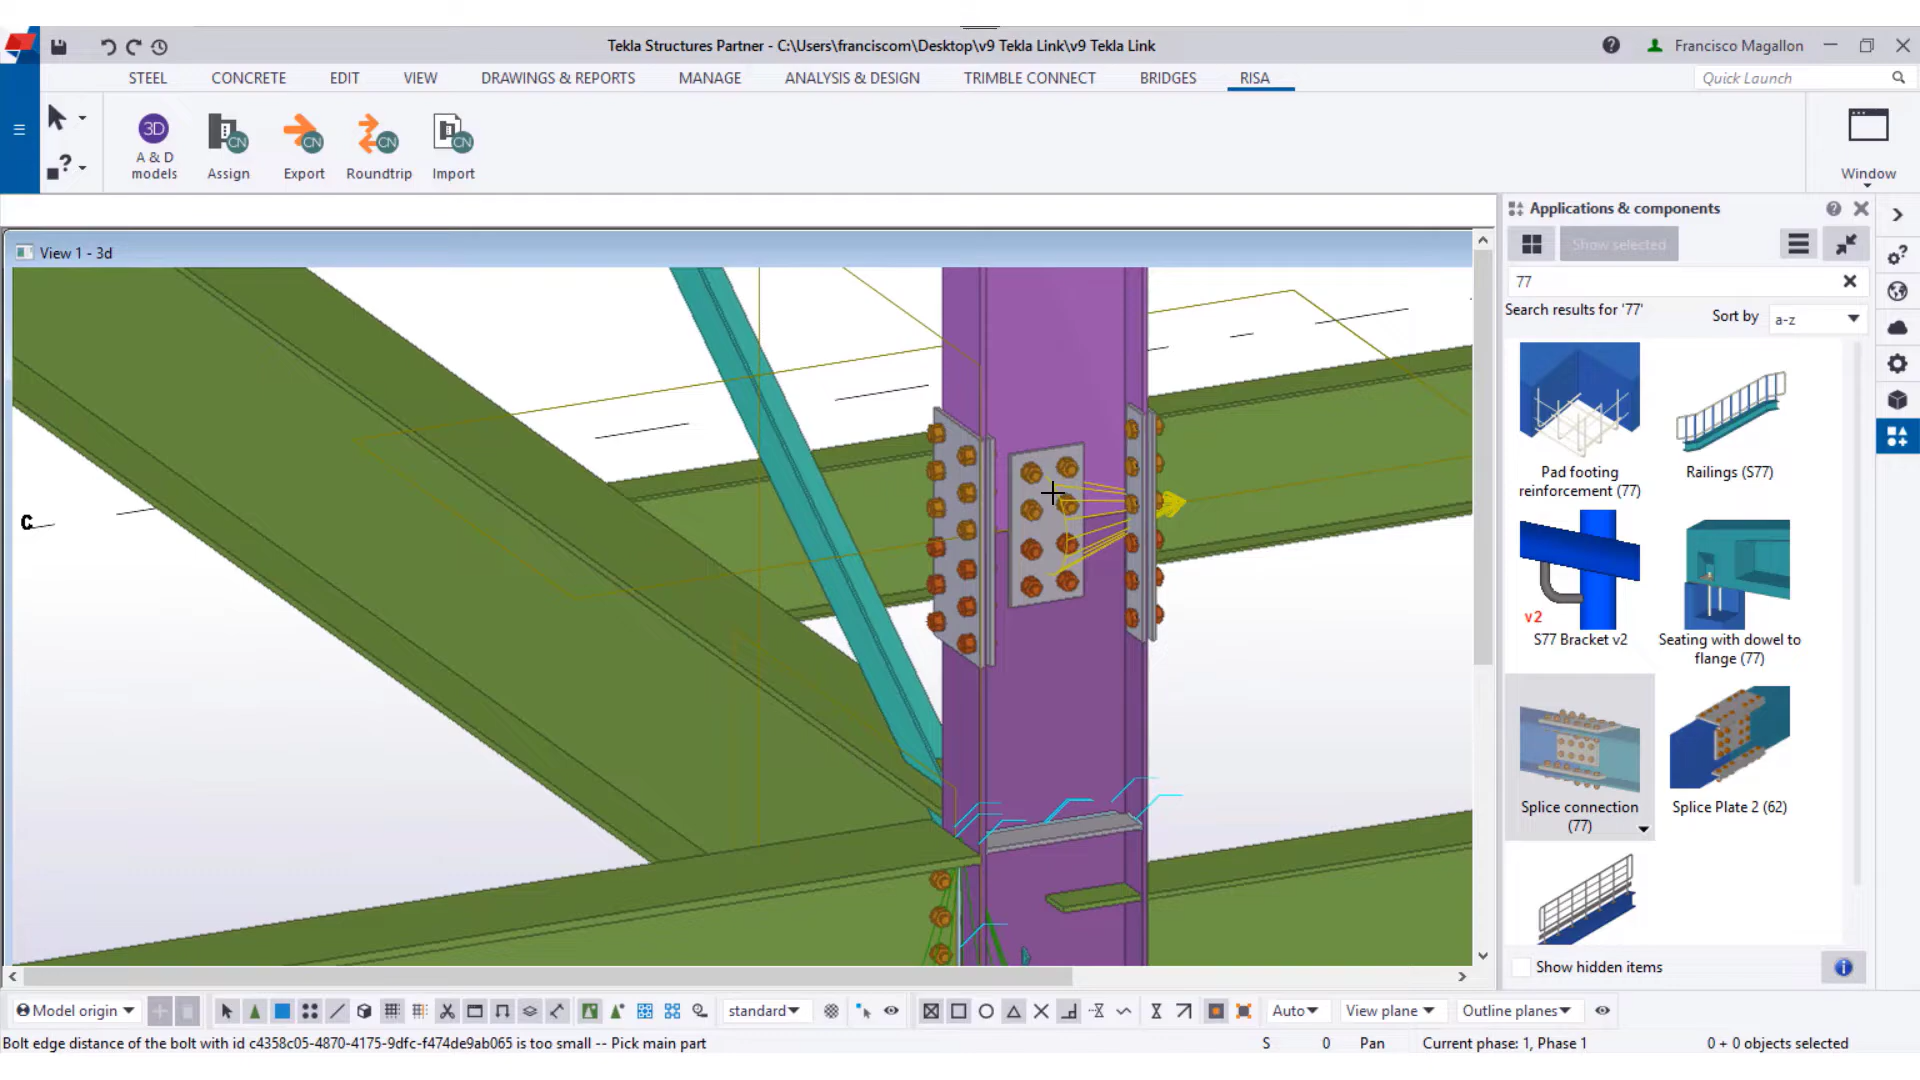 Tekla Structures Partner - C:\Users\franciscom\Desktop\v9 Tekla Link\v9 Tekla Link
Francisco Magallon
STEEL
CONCRETE
EDIT
VIEW
DRAWINGS & REPORTS
MANAGE
ANALYSIS & DESIGN
TRIMBLE CONNECT
BRIDGES
RISA
Quick Launch
3D
A & D
models
CN
Assign
CN
Export
CN
Roundtrip
CN
Import
Window
View 1 - 3d
C
Applications & components
Show selected
77
Search results for '77'
Sort by
a-z
Pad footing
reinforcement (77)
Railings (S77)
v2
S77 Bracket v2
Seating with dowel to
flange (77)
Splice connection
(77)
Splice Plate 2 (62)
Show hidden items
Model origin
standard
Auto
View plane
Outline planes
Bolt edge distance of the bolt with id c4358c05-4870-4175-9dfc-f474de9ab065 is too small -- Pick main part
S
0
Pan
Current phase: 1, Phase 1
0 + 0 objects selected